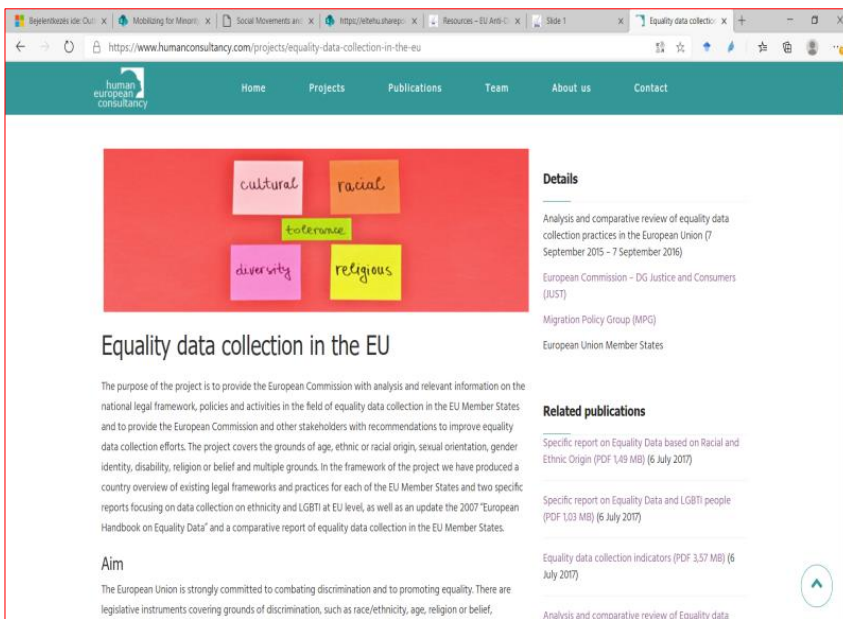 Bejelentkezés ide: Out
Mobilizing for Minorit
Social Movements and
https://eltehu.sharepo
Resources – EU Anti-D
Slide 1
Equality data collection
https://www.humanconsultancy.com/projects/equality-data-collection-in-the-eu
human
european
consultancy
Home Projects Publications Team About us Contact
cultural racial
tolerance
diversity religious
Equality data collection in the EU
The purpose of the project is to provide the European Commission with analysis and relevant information on the
national legal framework, policies and activities in the field of equality data collection in the EU Member States
and to provide the European Commission and other stakeholders with recommendations to improve equality
data collection efforts. The project covers the grounds of age, ethnic or racial origin, sexual orientation, gender
identity, disability, religion or belief and multiple grounds. In the framework of the project we have produced a
country overview of existing legal frameworks and practices for each of the EU Member States and two specific
reports focusing on data collection on ethnicity and LGBTI at EU level, as well as an update the 2007 "European
Handbook on Equality Data" and a comparative report of equality data collection in the EU Member States.
Aim
The European Union is strongly committed to combating discrimination and to promoting equality. There are
legislative instruments covering grounds of discrimination, such as race/ethnicity, age, religion or belief,
Details
Analysis and comparative review of equality data
collection practices in the European Union (7
September 2015 – 7 September 2016)
European Commission – DG Justice and Consumers
(JUST)
Migration Policy Group (MPG)
European Union Member States
Related publications
Specific report on Equality Data based on Racial and
Ethnic Origin (PDF 1,49 MB) (6 July 2017)
Specific report on Equality Data and LGBTI people
(PDF 1,03 MB) (6 July 2017)
Equality data collection indicators (PDF 3,57 MB) (6
July 2017)
Analysis and comparative review of Equality data